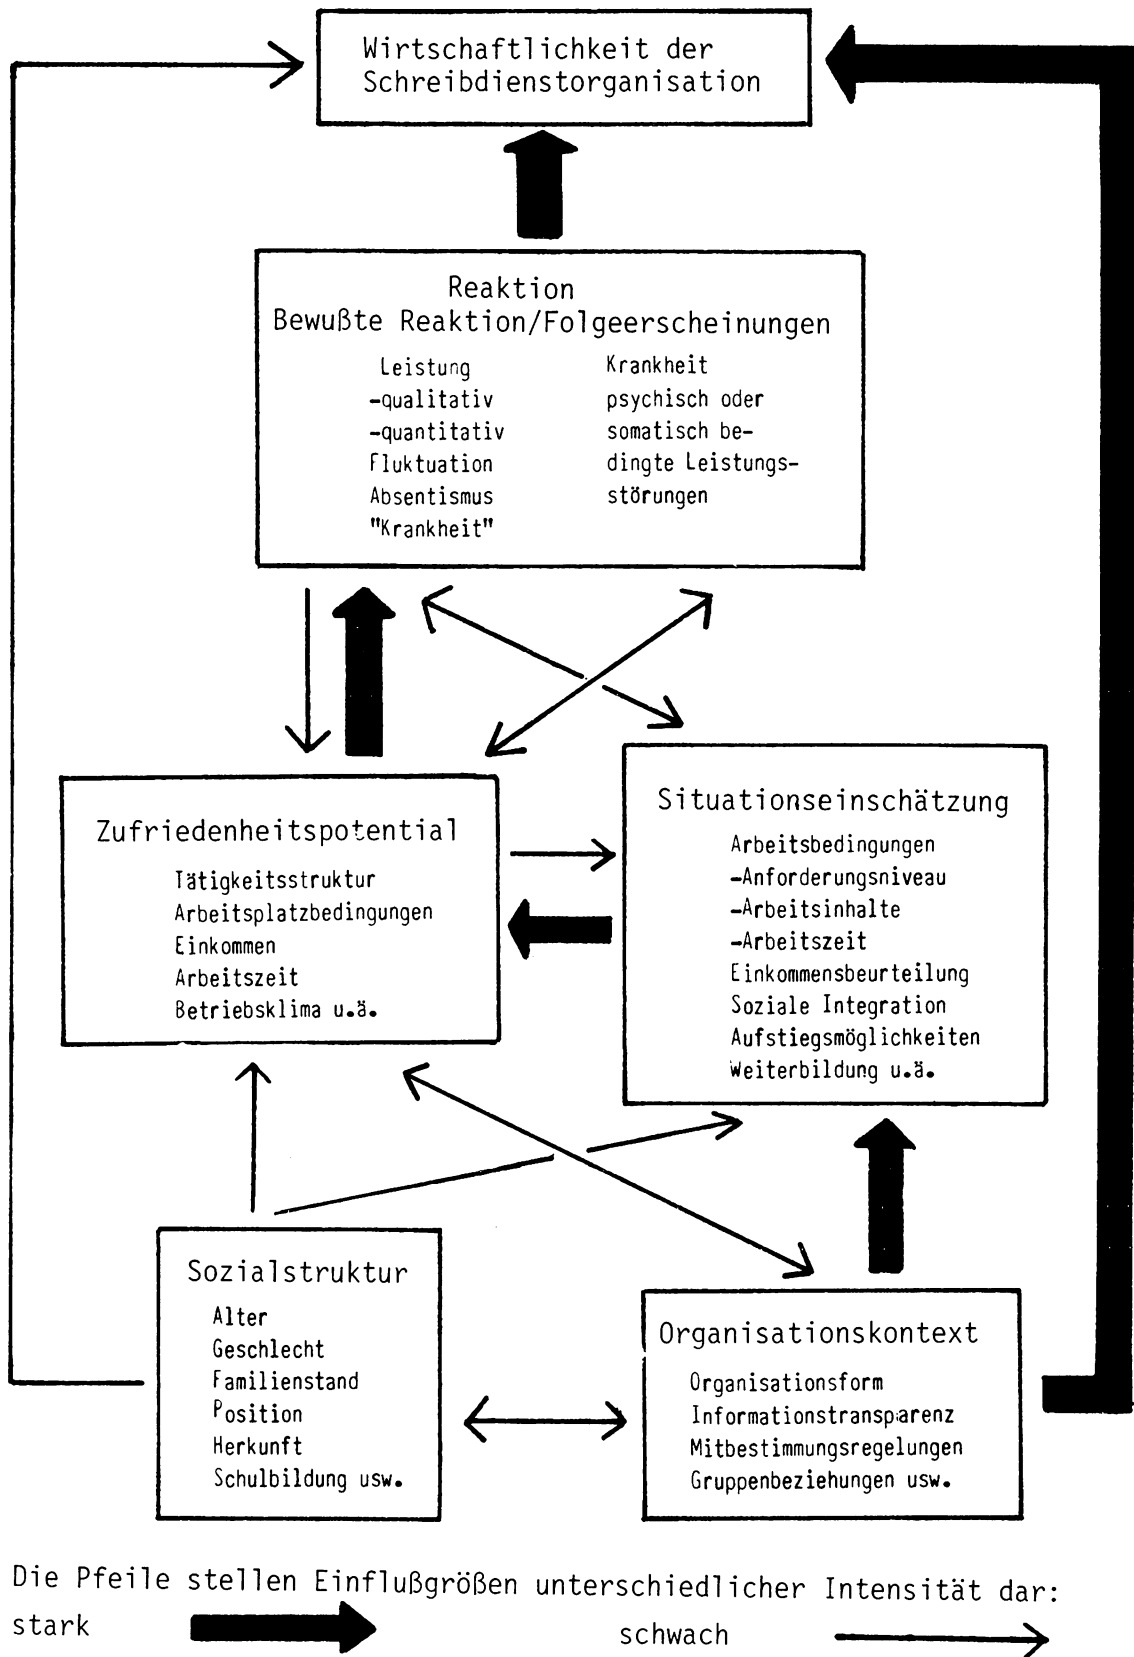 Wirtschaftlichkeit der
Schreibdienstorganisation
Reaktion
Bewußte Reaktion/Folgeerscheinungen
Leistung
-qualitativ
-quantitativ
Fluktuation
Absentismus
"Krankheit"
Krankheit
psychisch oder
somatisch be-
dingte Leistungs-
störungen
Zufriedenheitspotential
Tätigkeitsstruktur
Arbeitsplatzbedingungen
Einkommen
Arbeitszeit
Betriebsklima u.ä.
Situationseinschätzung
Arbeitsbedingungen
-Anforderungsniveau
-Arbeitsinhalte
-Arbeitszeit
Einkommensbeurteilung
Soziale Integration
Aufstiegsmöglichkeiten
Weiterbildung u.ä.
Sozialstruktur
Alter
Geschlecht
Familienstand
Position
Herkunft
Schulbildung usw.
Organisationskontext
Organisationsform
Informationstransparenz
Mitbestimmungsregelungen
Gruppenbeziehungen usw.
Die Pfeile stellen Einflußgrößen unterschiedlicher Intensität dar:
stark
schwach